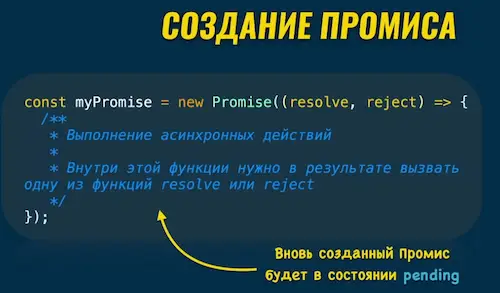 СОЗДАНИЕ ПРОМИСА
const myPromise = new Promise((resolve, reject) => {
/**
* Выполнение асинхронных действий
*
* Внутри этой функции нужно в результате вызвать
одну из функций resolve или reject
*/
});
Вновь созданный Промис
будет в состоянии pending